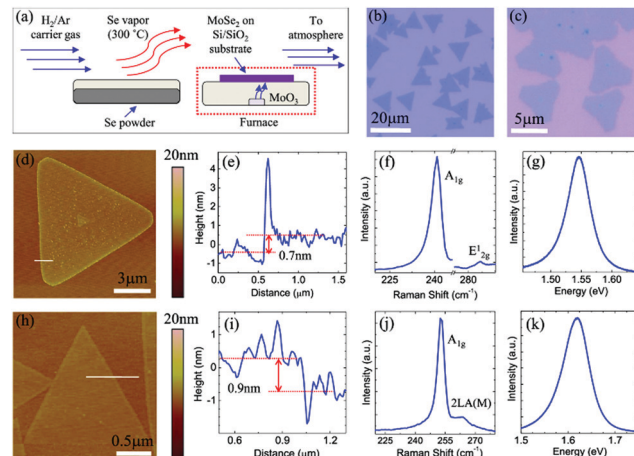 (a)
H2/Ar
carrier gas
Se vapor
(300 ˚C)
MoSe2 on
Si/SiO2
substrate
To
atmosphere
MoO3
Se powder
Furnace
(b)
20μm
(c)
5μm
(d)
3μm
20nm
0nm
(e)
Height (nm)
4
3
2
1
0
-1
0.7nm
0.0 0.5 1.0 1.5
Distance (μm)
(f)
Intensity (a.u.)
A1g
E12g
225 240 280
Raman Shift (cm-1)
(g)
Intensity (a.u.)
1.50 1.55 1.60
Energy (eV)
(h)
0.5μm
20nm
0nm
(i)
Height (nm)
1
0
-1
0.9nm
0.6 0.9 1.2
Distance (μm)
(j)
Intensity (a.u.)
A1g
2LA(M)
225 240 255 270
Raman Shift (cm-1)
(k)
Intensity (a.u.)
1.5 1.6 1.7
Energy (eV)